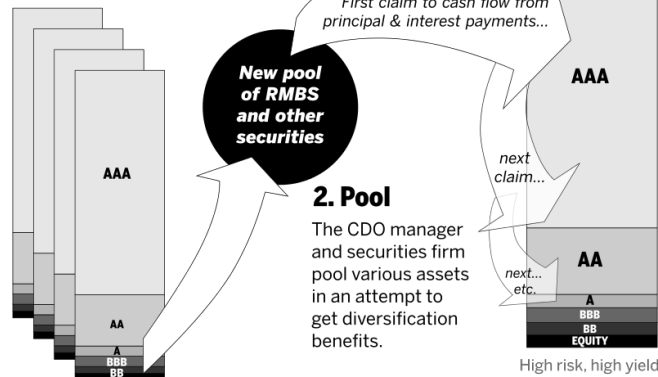 First claim to cash flow from
principal & interest payments...
New pool
of RMBS
and other
securities
AAA
AA
A
BBB
BB
2. Pool
The CDO manager
and securities firm
pool various assets
in an attempt to
get diversification
benefits.
next
claim...
next...
etc.
AAA
AA
A
BBB
BB
EQUITY
High risk, high yield